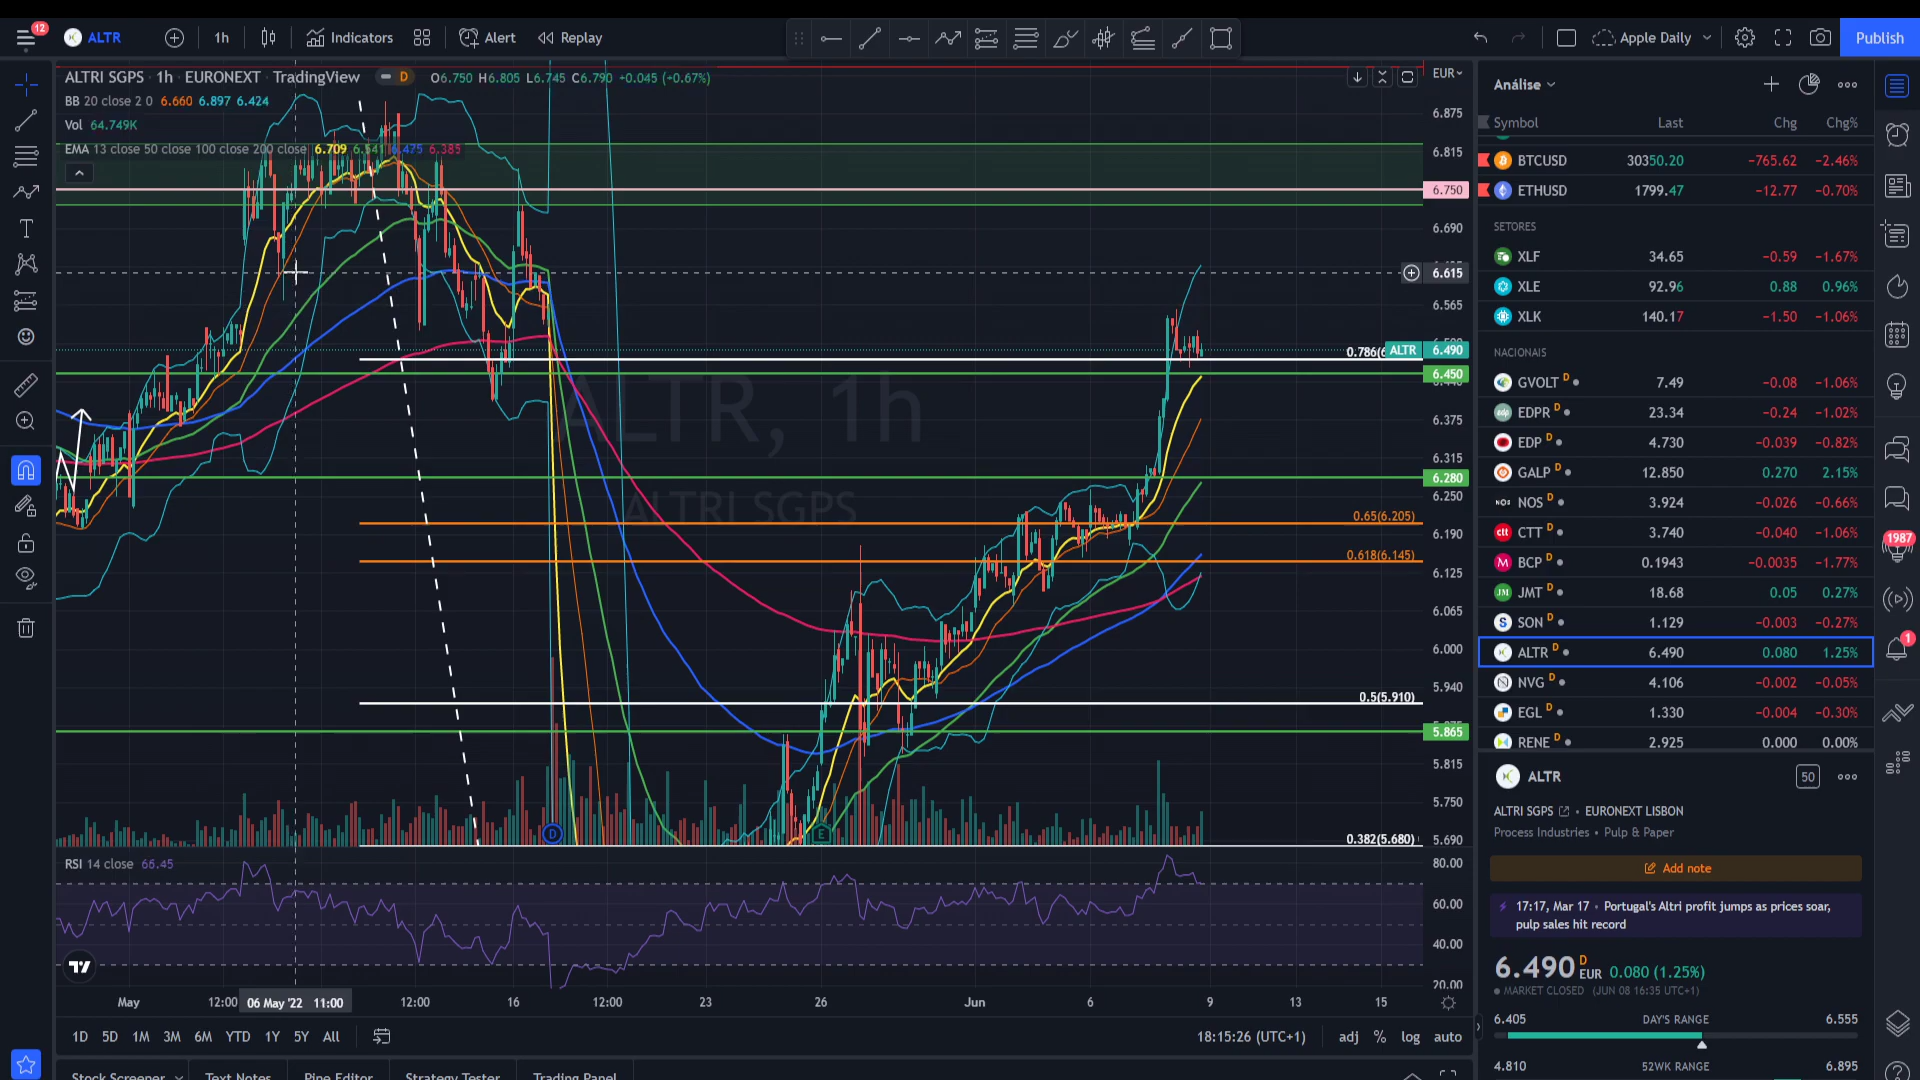 12
ALTR
1h
Indicators
Alert
Replay
Apple Daily
Publish
ALTRI SGPS · 1h · EURONEXT · TradingView
D
O6.750 H6.805 L6.745 C6.790 +0.045 (+0.67%)
BB 20 close 2 0 6.660 6.897 6.424
Vol 64.749K
EMA 13 close 50 close 100 close 200 close 6.709 6.541 6.475 6.385
ALTR, 1h
ALTRI SGPS
EUR
6.875
6.815
6.750
6.690
6.615
6.565
0.786(6
ALTR 6.490
6.450
6.375
6.315
6.280
6.250
0.65(6.205)
6.190
0.618(6.145)
6.125
6.065
6.000
5.940
0.5(5.910)
5.865
5.815
5.750
0.382(5.680)
5.690
D
E
RSI 14 close 66.45
80.00
60.00
40.00
20.00
May
12:00
06 May '22 11:00
12:00
16
12:00
23
26
Jun
6
9
13
15
1D 5D 1M 3M 6M YTD 1Y 5Y All
18:15:26 (UTC+1)
adj % log auto
Stock Screener
Text Notes
Pine Editor
Strategy Tester
Trading Panel
Análise
Symbol Last Chg Chg%
BTCUSD 30350.20 −765.62 −2.46%
ETHUSD 1799.47 −12.77 −0.70%
SETORES
XLF 34.65 −0.59 −1.67%
XLE 92.96 0.88 0.96%
XLK 140.17 −1.50 −1.06%
NACIONAIS
GVOLT D 7.49 −0.08 −1.06%
EDPR D 23.34 −0.24 −1.02%
EDP D 4.730 −0.039 −0.82%
GALP D 12.850 0.270 2.15%
NOS D 3.924 −0.026 −0.66%
CTT D 3.740 −0.040 −1.06%
BCP D 0.1943 −0.0035 −1.77%
JMT D 18.68 0.05 0.27%
SON D 1.129 −0.003 −0.27%
ALTR D 6.490 0.080 1.25%
NVG D 4.106 −0.002 −0.05%
EGL D 1.330 −0.004 −0.30%
RENE D 2.925 0.000 0.00%
ALTR
50
ALTRI SGPS • EURONEXT LISBON
Process Industries • Pulp & Paper
Add note
17:17, Mar 17 • Portugal's Altri profit jumps as prices soar,
pulp sales hit record
6.490 D EUR 0.080 (1.25%)
MARKET CLOSED (JUN 08 16:35 UTC+1)
6.405 DAY'S RANGE 6.555
4.810 52WK RANGE 6.895
1987
1